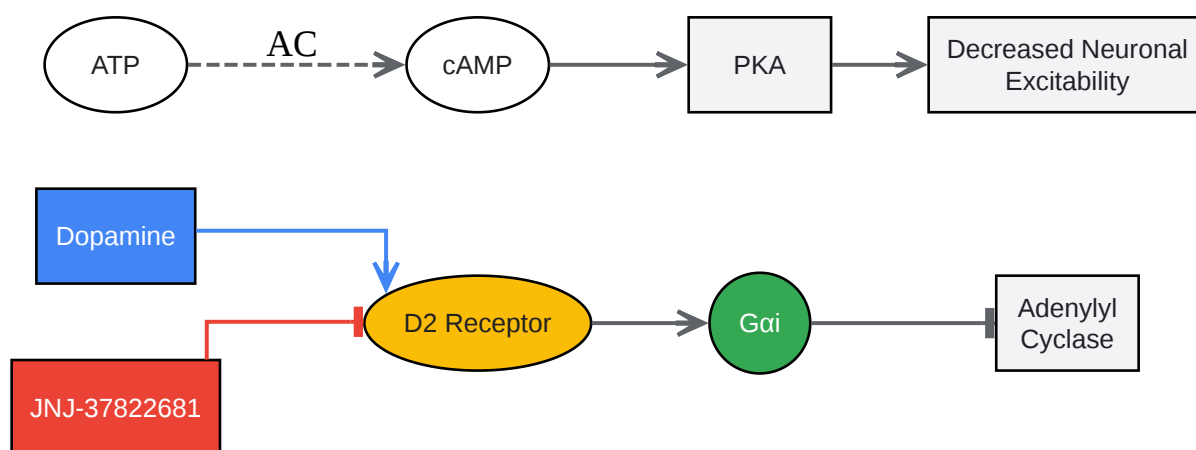 AC
ATP
cAMP
PKA
Decreased Neuronal
Excitability
Dopamine
D2 Receptor
Gαi
Adenylyl
Cyclase
JNJ-37822681